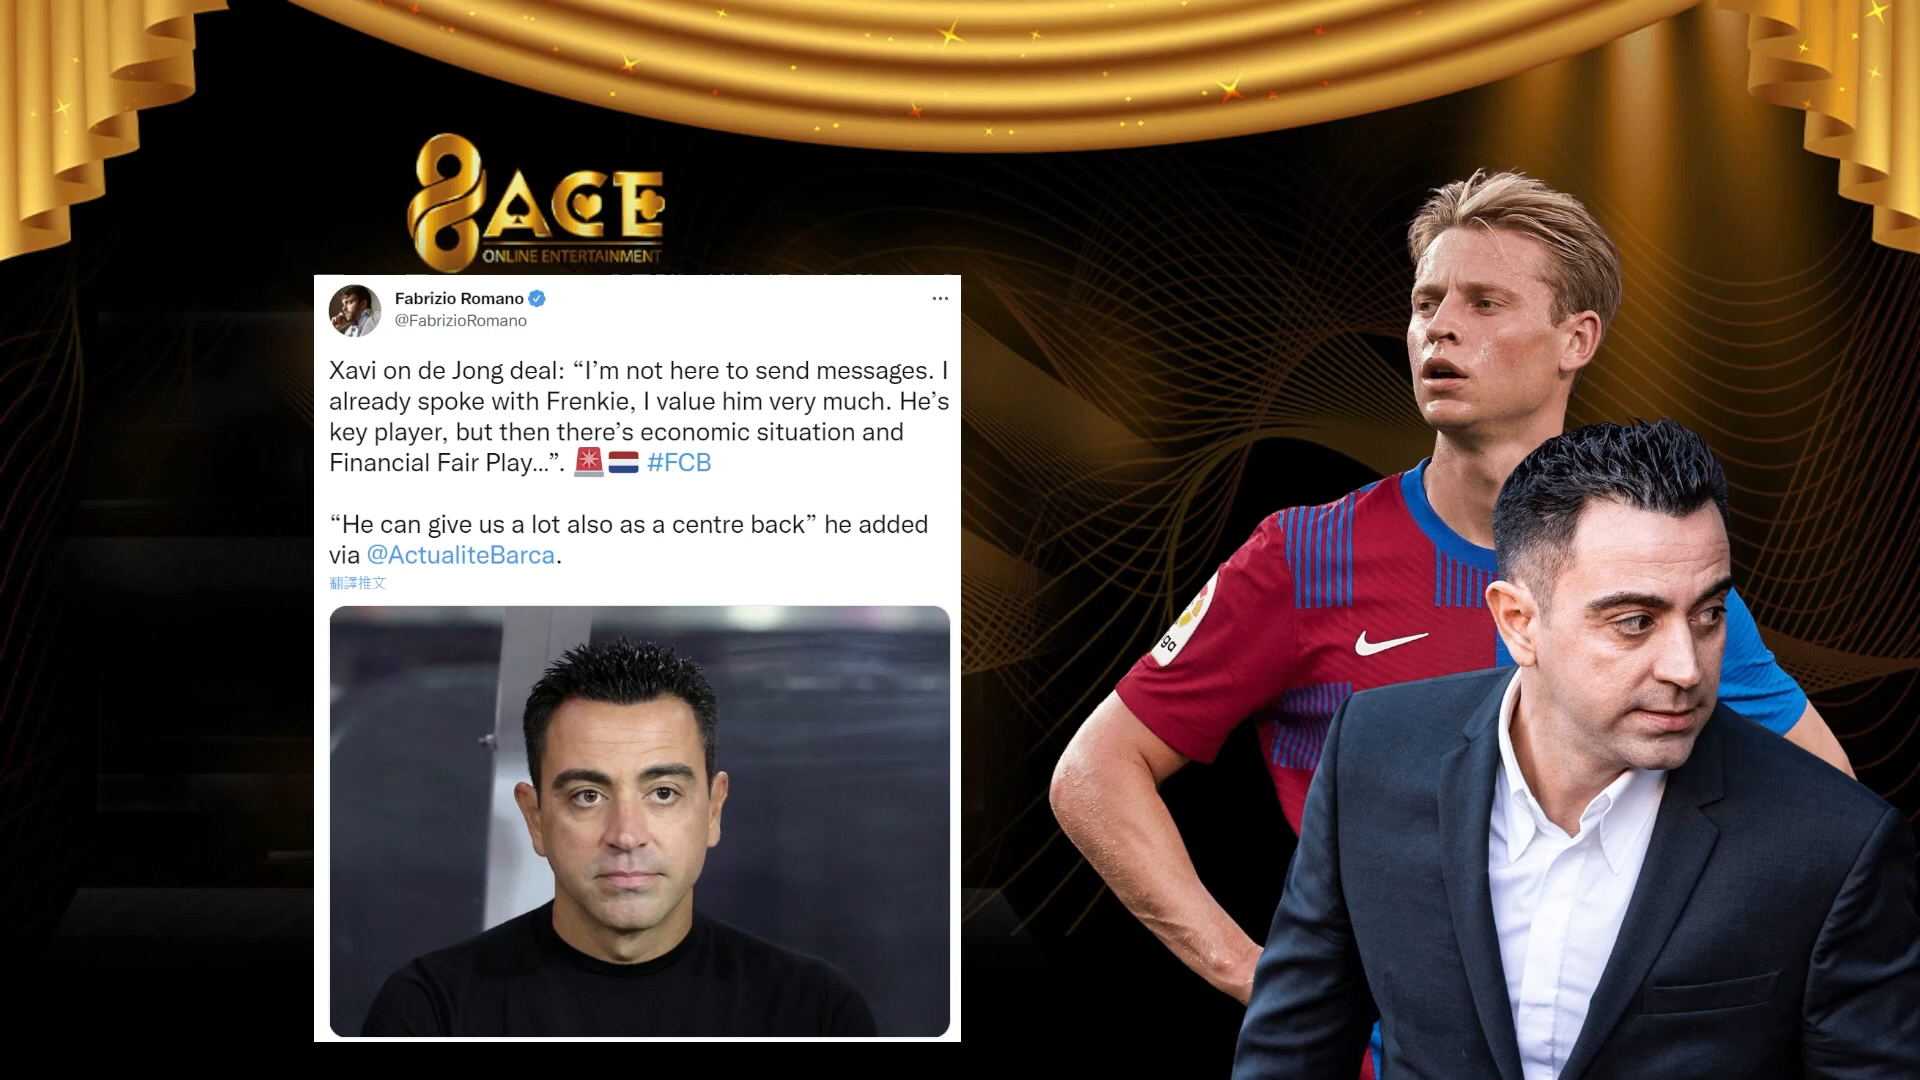 8ACE
ONLINE ENTERTAINMENT
Fabrizio Romano
@FabrizioRomano
Xavi on de Jong deal: “I’m not here to send messages. I
already spoke with Frenkie, I value him very much. He’s
key player, but then there’s economic situation and
Financial Fair Play...”. 🚨🇳🇱 #FCB
“He can give us a lot also as a centre back” he added
via @ActualiteBarca.
翻譯推文
ga